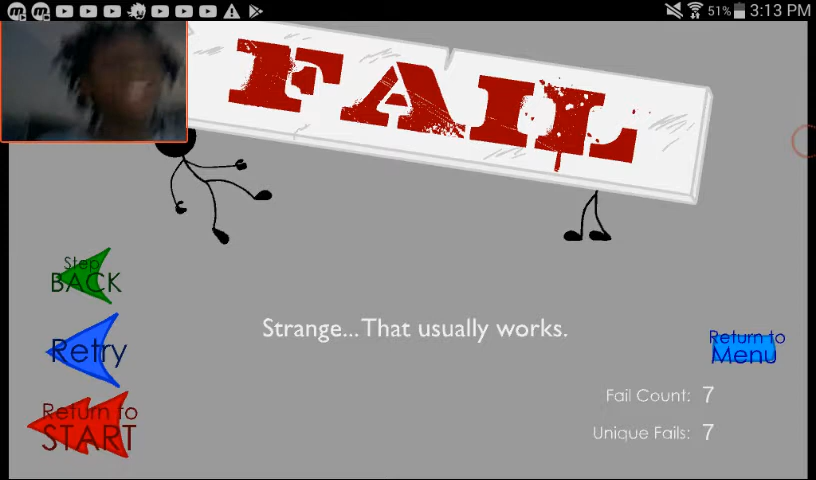 51% 3:13 PM
FAIL
Step
BACK
Strange... That usually works.
Retry
Return to
Menu
Return to
START
Fail Count: 7
Unique Fails: 7